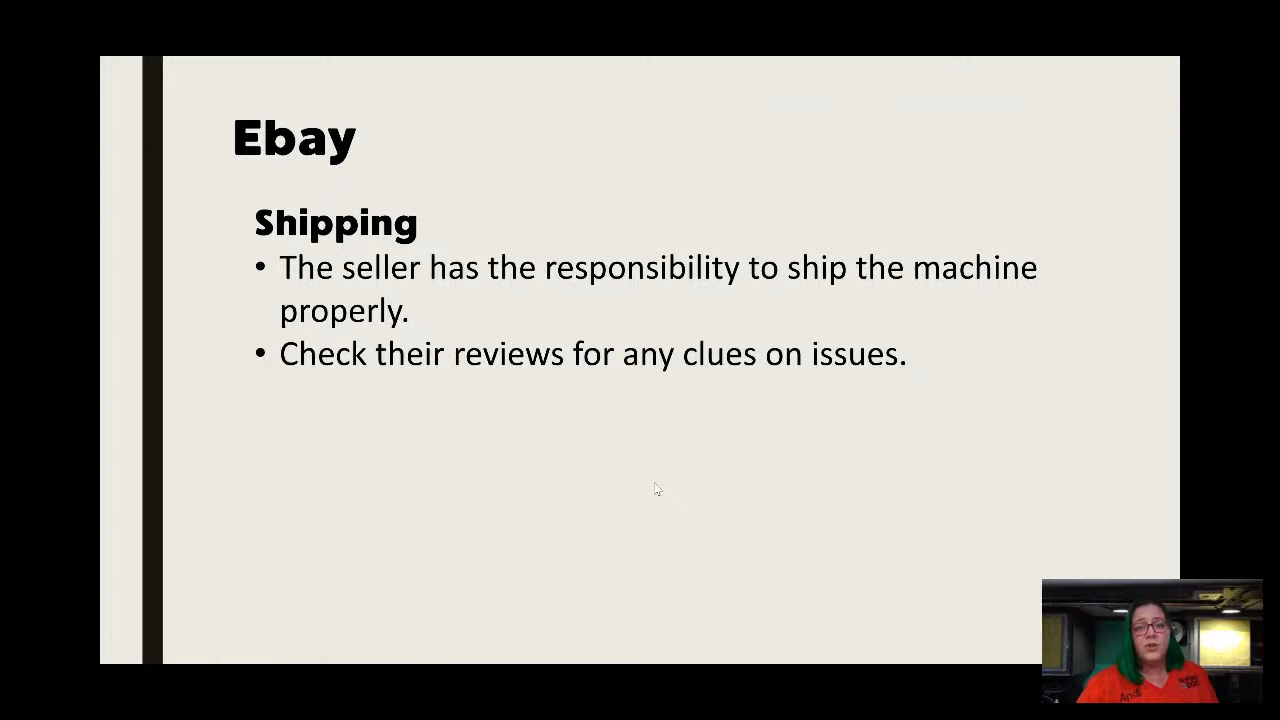 Ebay
Shipping
• The seller has the responsibility to ship the machine
properly.
• Check their reviews for any clues on issues.
Andi